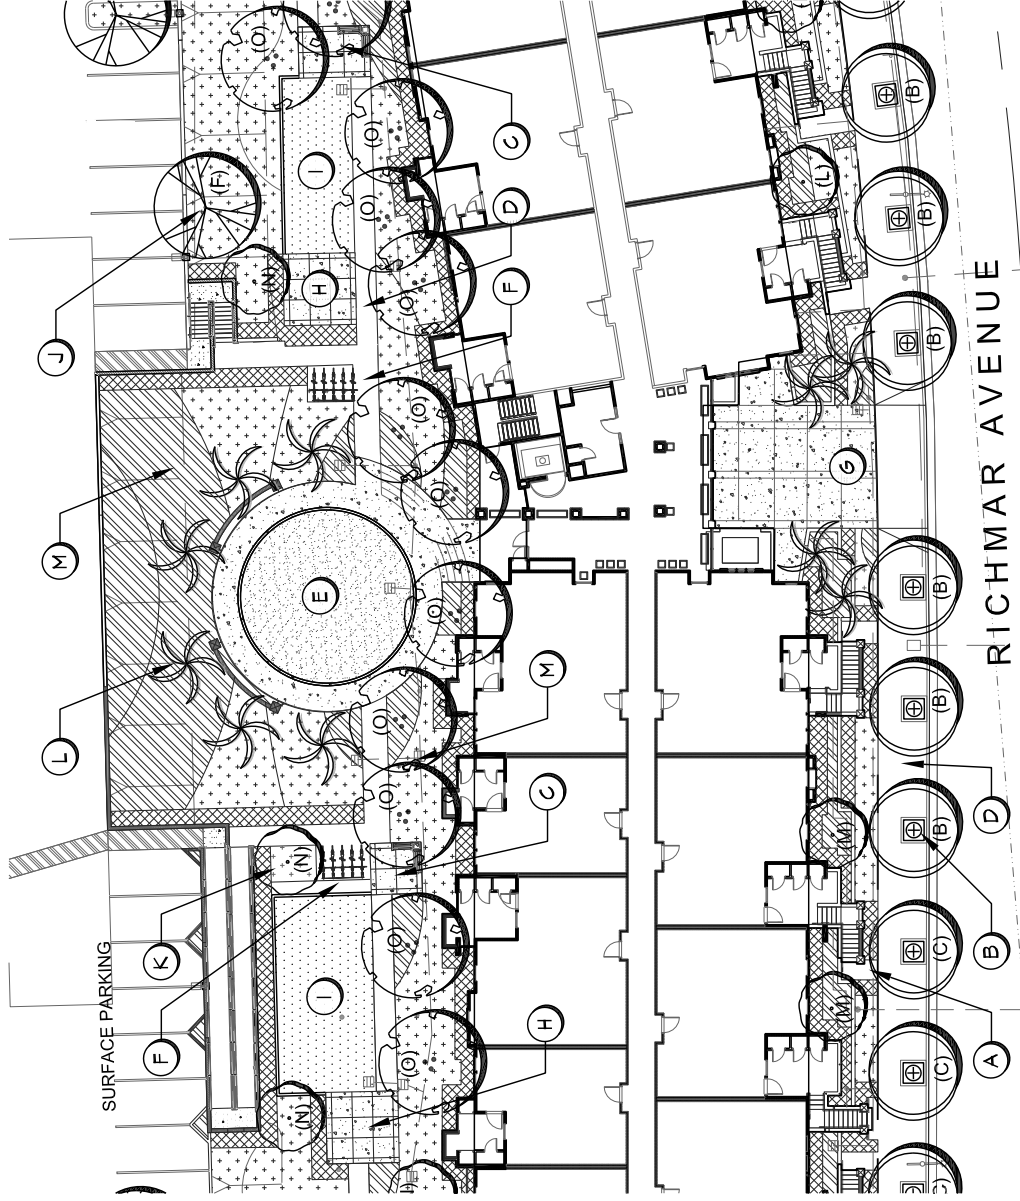 L
M
J
SURFACE PARKING
F
K
(F)
(O)
(N)
(N)
(N)
I
E
H
I
(O)
(O)
(O)
(O)
(O)
(O)
(O)
(O)
(O)
(O)
H
C
M
F
D
C
(M)
(M)
(L)
G
(C)
(C)
(B)
(B)
(B)
(B)
(B)
(B)
A
B
D
RICHMAR AVENUE